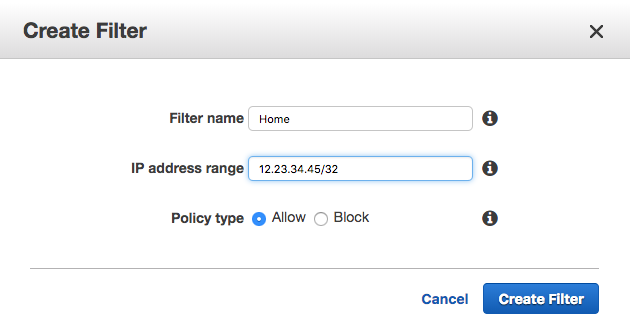 Create Filter
Filter name Home
IP address range 12.23.34.45/32
Policy type Allow Block
Cancel Create Filter